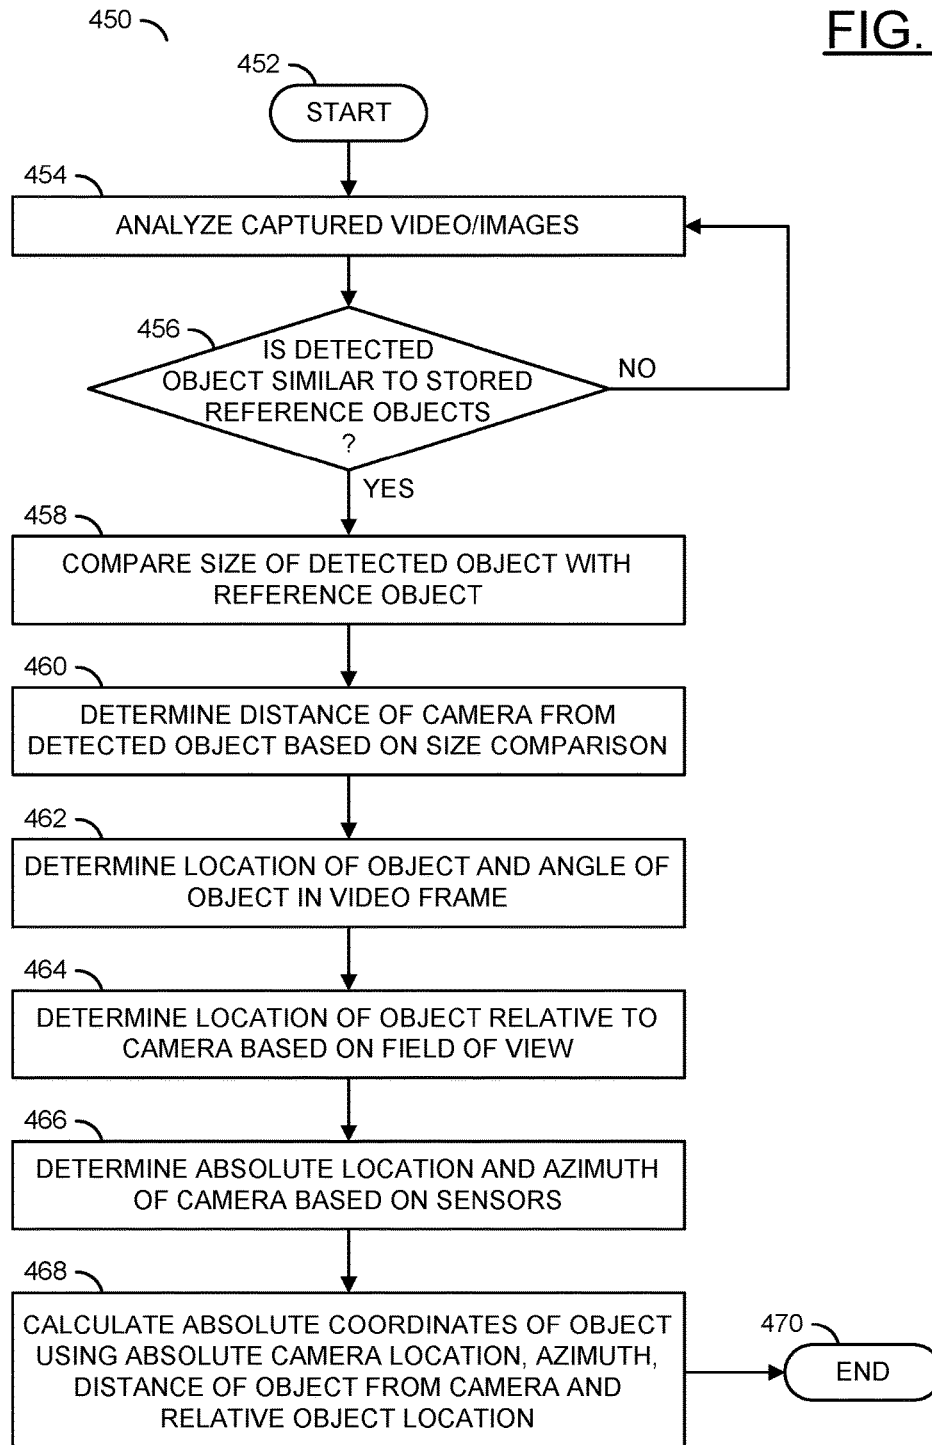 450
FIG.
452
START
454
ANALYZE CAPTURED VIDEO/IMAGES
456
IS DETECTED
OBJECT SIMILAR TO STORED
REFERENCE OBJECTS
?
NO
YES
458
COMPARE SIZE OF DETECTED OBJECT WITH
REFERENCE OBJECT
460
DETERMINE DISTANCE OF CAMERA FROM
DETECTED OBJECT BASED ON SIZE COMPARISON
462
DETERMINE LOCATION OF OBJECT AND ANGLE OF
OBJECT IN VIDEO FRAME
464
DETERMINE LOCATION OF OBJECT RELATIVE TO
CAMERA BASED ON FIELD OF VIEW
466
DETERMINE ABSOLUTE LOCATION AND AZIMUTH
OF CAMERA BASED ON SENSORS
468
CALCULATE ABSOLUTE COORDINATES OF OBJECT
USING ABSOLUTE CAMERA LOCATION, AZIMUTH,
DISTANCE OF OBJECT FROM CAMERA AND
RELATIVE OBJECT LOCATION
470
END